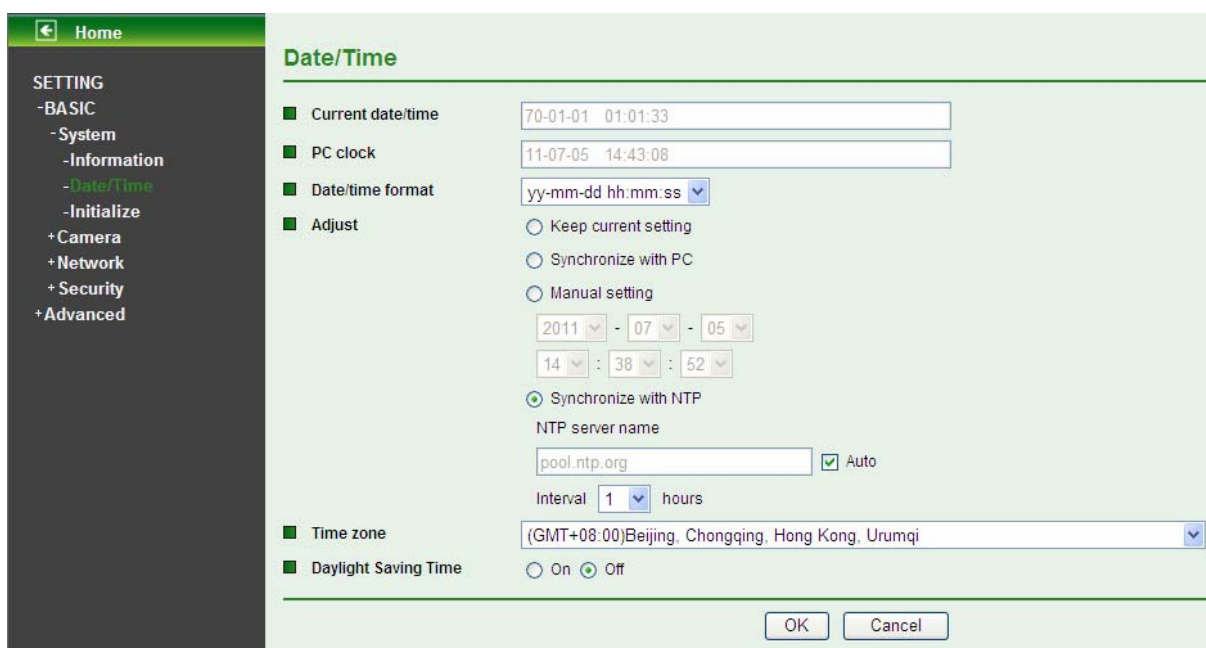 Home
SETTING
-BASIC
-System
-Information
-Date/Time
-Initialize
+Camera
+Network
+Security
+Advanced
Date/Time
Current date/time 70-01-01 01:01:33
PC clock 11-07-05 14:43:08
Date/time format yy-mm-dd hh:mm:ss
Adjust Keep current setting
Synchronize with PC
Manual setting
2011 - 07 - 05
14 : 38 : 52
Synchronize with NTP
NTP server name
pool.ntp.org Auto
Interval 1 hours
Time zone (GMT+08:00)Beijing, Chongqing, Hong Kong, Urumqi
Daylight Saving Time On Off
OK Cancel